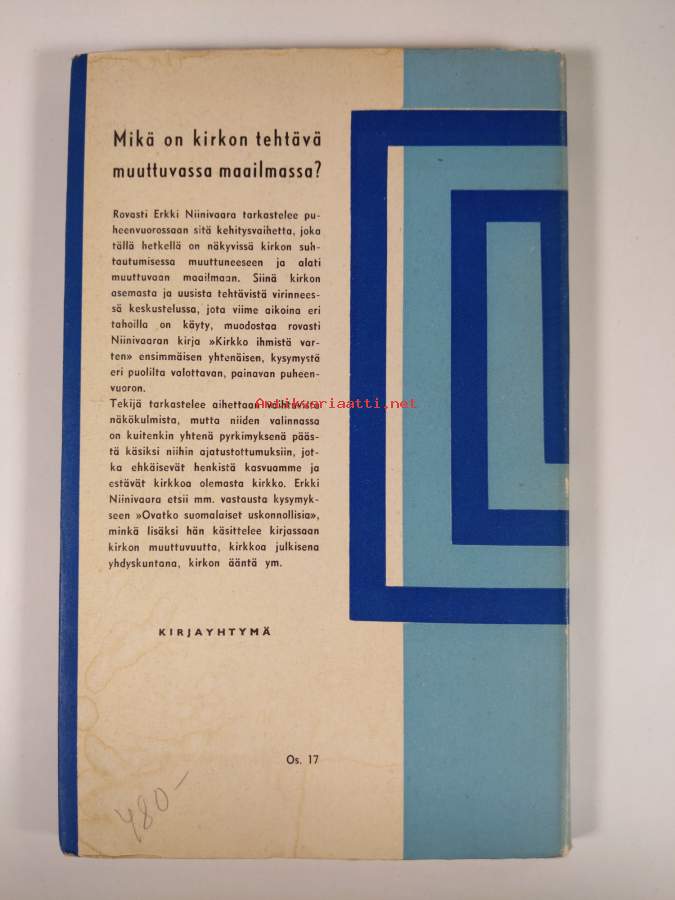 Mikä on kirkon tehtävä
muuttuvassa maailmassa?
Rovasti Erkki Niinivaara tarkastelee pu-
heenvuorossaan sitä kehitysvaihetta, joka
tällä hetkellä on näkyvissä kirkon suh-
tautumisessa muuttuneeseen ja alati
muuttuvaan maailmaan. Siinä kirkon
asemasta ja uusista tehtävistä virinnees-
sä keskustelussa, jota viime aikoina eri
tahoilla on käyty, muodostaa rovasti
Niinivaaran kirja »Kirkko ihmistä var-
ten» ensimmäisen yhtenäisen, kysymystä
eri puolilta valottavan, painavan puheen-
vuoron.
Tekijä tarkastelee aihettaan vaihtuvista
Antikvariaatti.net
näkökulmista, mutta niiden valinnassa
on kuitenkin yhtenä pyrkimyksenä pääs-
tä käsiksi niihin ajatustottumuksiin, jot-
ka ehkäisevät henkistä kasvuamme ja
estävät kirkkoa olemasta kirkko. Erkki
Niinivaara etsii mm. vastausta kysymyk-
seen »Ovatko suomalaiset uskonnollisia»,
minkä lisäksi hän käsittelee kirjassaan
kirkon muuttuvuutta, kirkkoa julkisena
yhdyskuntana, kirkon ääntä ym.
KIRJAYHTYMÄ
Os. 17
480-